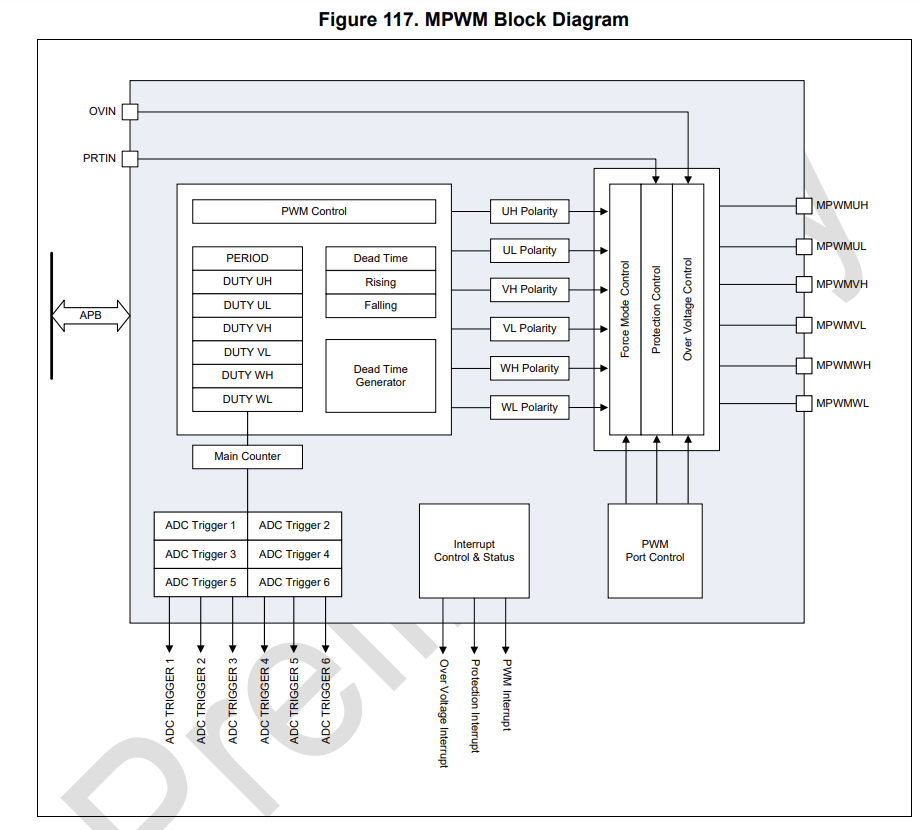 Figure 117. MPWM Block Diagram
OVIN
PRTIN
APB
PWM Control
PERIOD
DUTY UH
DUTY UL
DUTY VH
DUTY VL
DUTY WH
DUTY WL
Dead Time
Rising
Falling
Dead Time
Generator
Main Counter
UH Polarity
UL Polarity
VH Polarity
VL Polarity
WH Polarity
WL Polarity
Force Mode Control
Protection Control
Over Voltage Control
MPWMUH
MPWMUL
MPWMVH
MPWMVL
MPWMWH
MPWMWL
ADC Trigger 1
ADC Trigger 2
ADC Trigger 3
ADC Trigger 4
ADC Trigger 5
ADC Trigger 6
Interrupt
Control & Status
PWM
Port Control
ADC TRIGGER 1
ADC TRIGGER 2
ADC TRIGGER 3
ADC TRIGGER 4
ADC TRIGGER 5
ADC TRIGGER 6
Over Voltage Interrupt
Protection Interrupt
PWM Interrupt